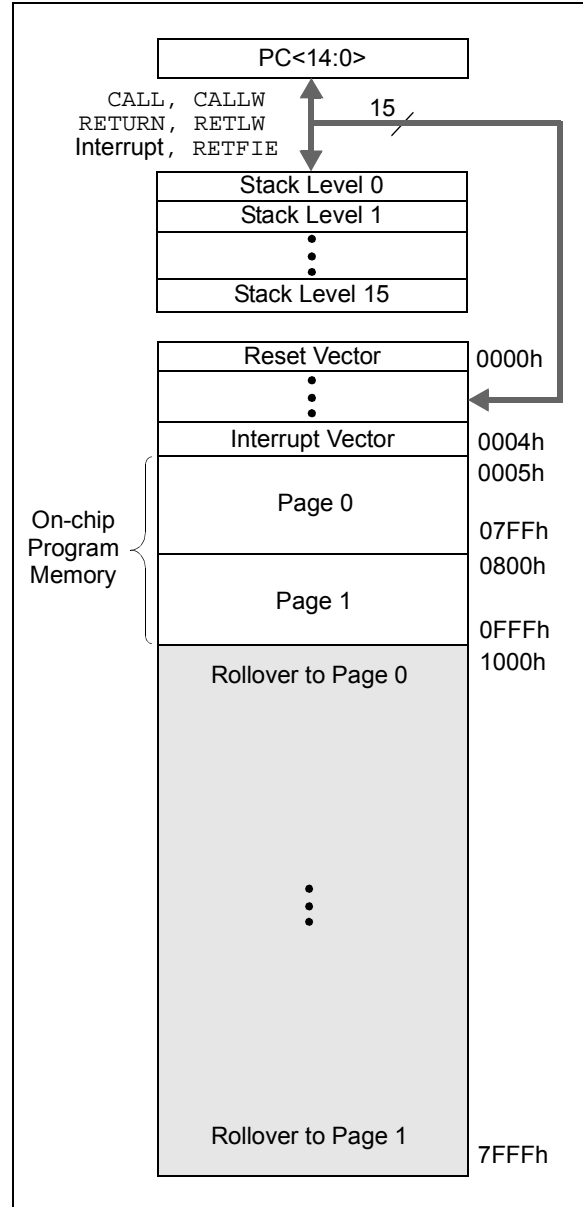 PC<14:0>
CALL, CALLW
RETURN, RETLW
Interrupt, RETFIE
15
Stack Level 0
Stack Level 1
Stack Level 15
Reset Vector
0000h
Interrupt Vector
0004h
0005h
On-chip
Program
Memory
Page 0
07FFh
0800h
Page 1
0FFFh
1000h
Rollover to Page 0
Rollover to Page 1
7FFFh